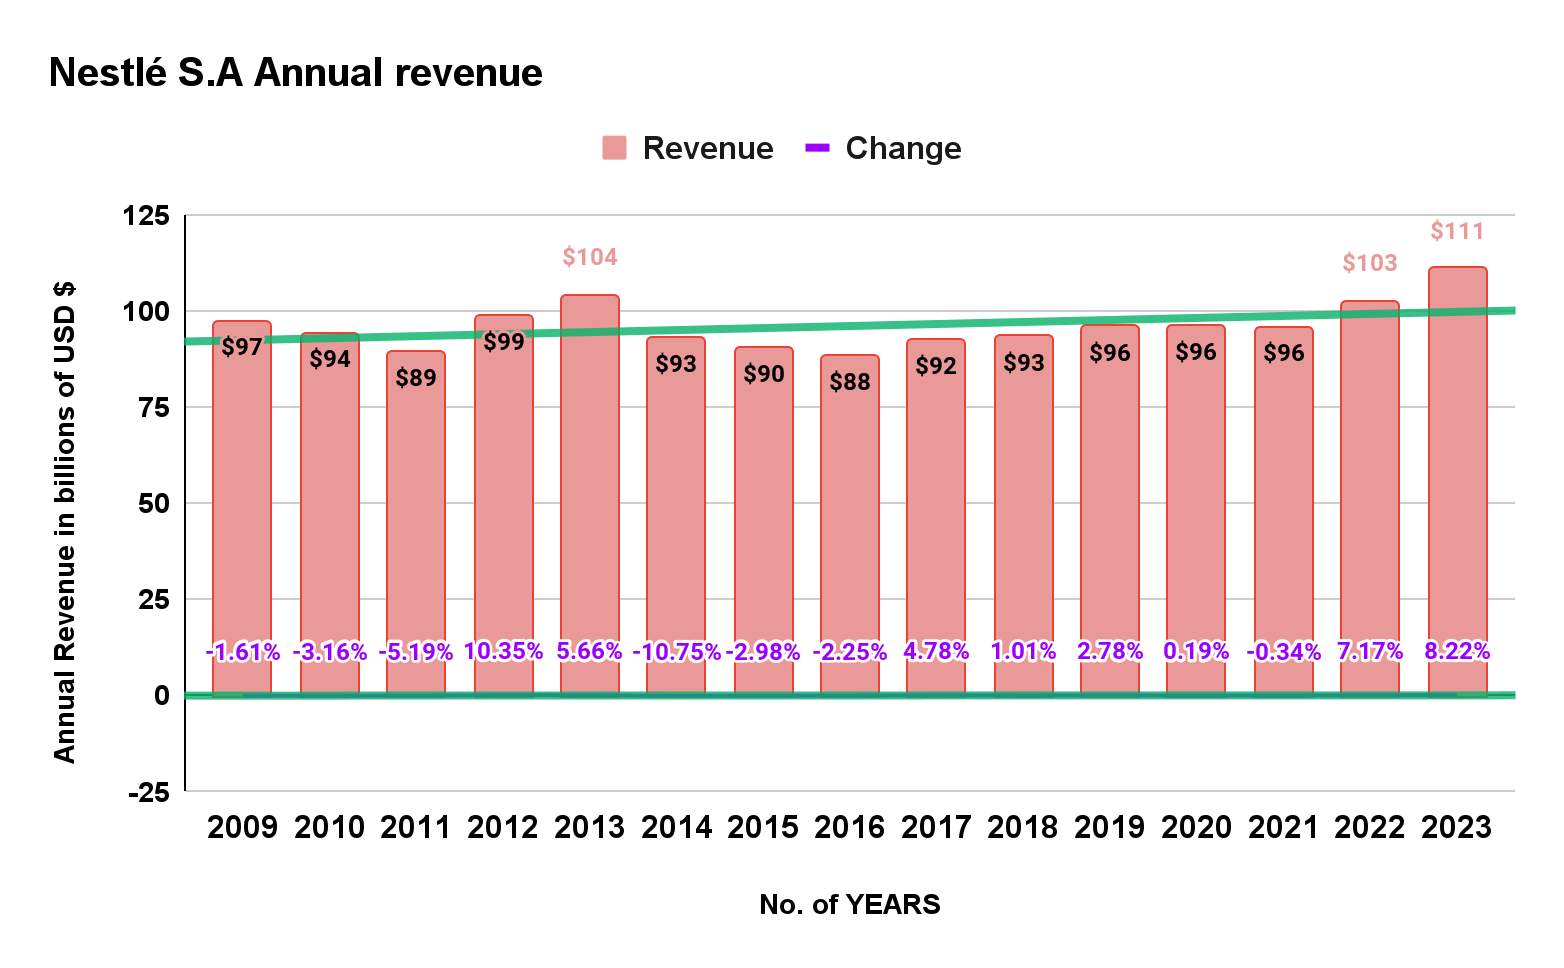 Nestlé S.A Annual revenue
Revenue Change
Annual Revenue in billions of USD $
125
100
75
50
25
0
-25
$97 $94 $89 $99 $104 $93 $90 $88 $92 $93 $96 $96 $96 $103 $111
-1.61% -3.16% -5.19% 10.35% 5.66% -10.75% -2.98% -2.25% 4.78% 1.01% 2.78% 0.19% -0.34% 7.17% 8.22%
2009 2010 2011 2012 2013 2014 2015 2016 2017 2018 2019 2020 2021 2022 2023
No. of YEARS